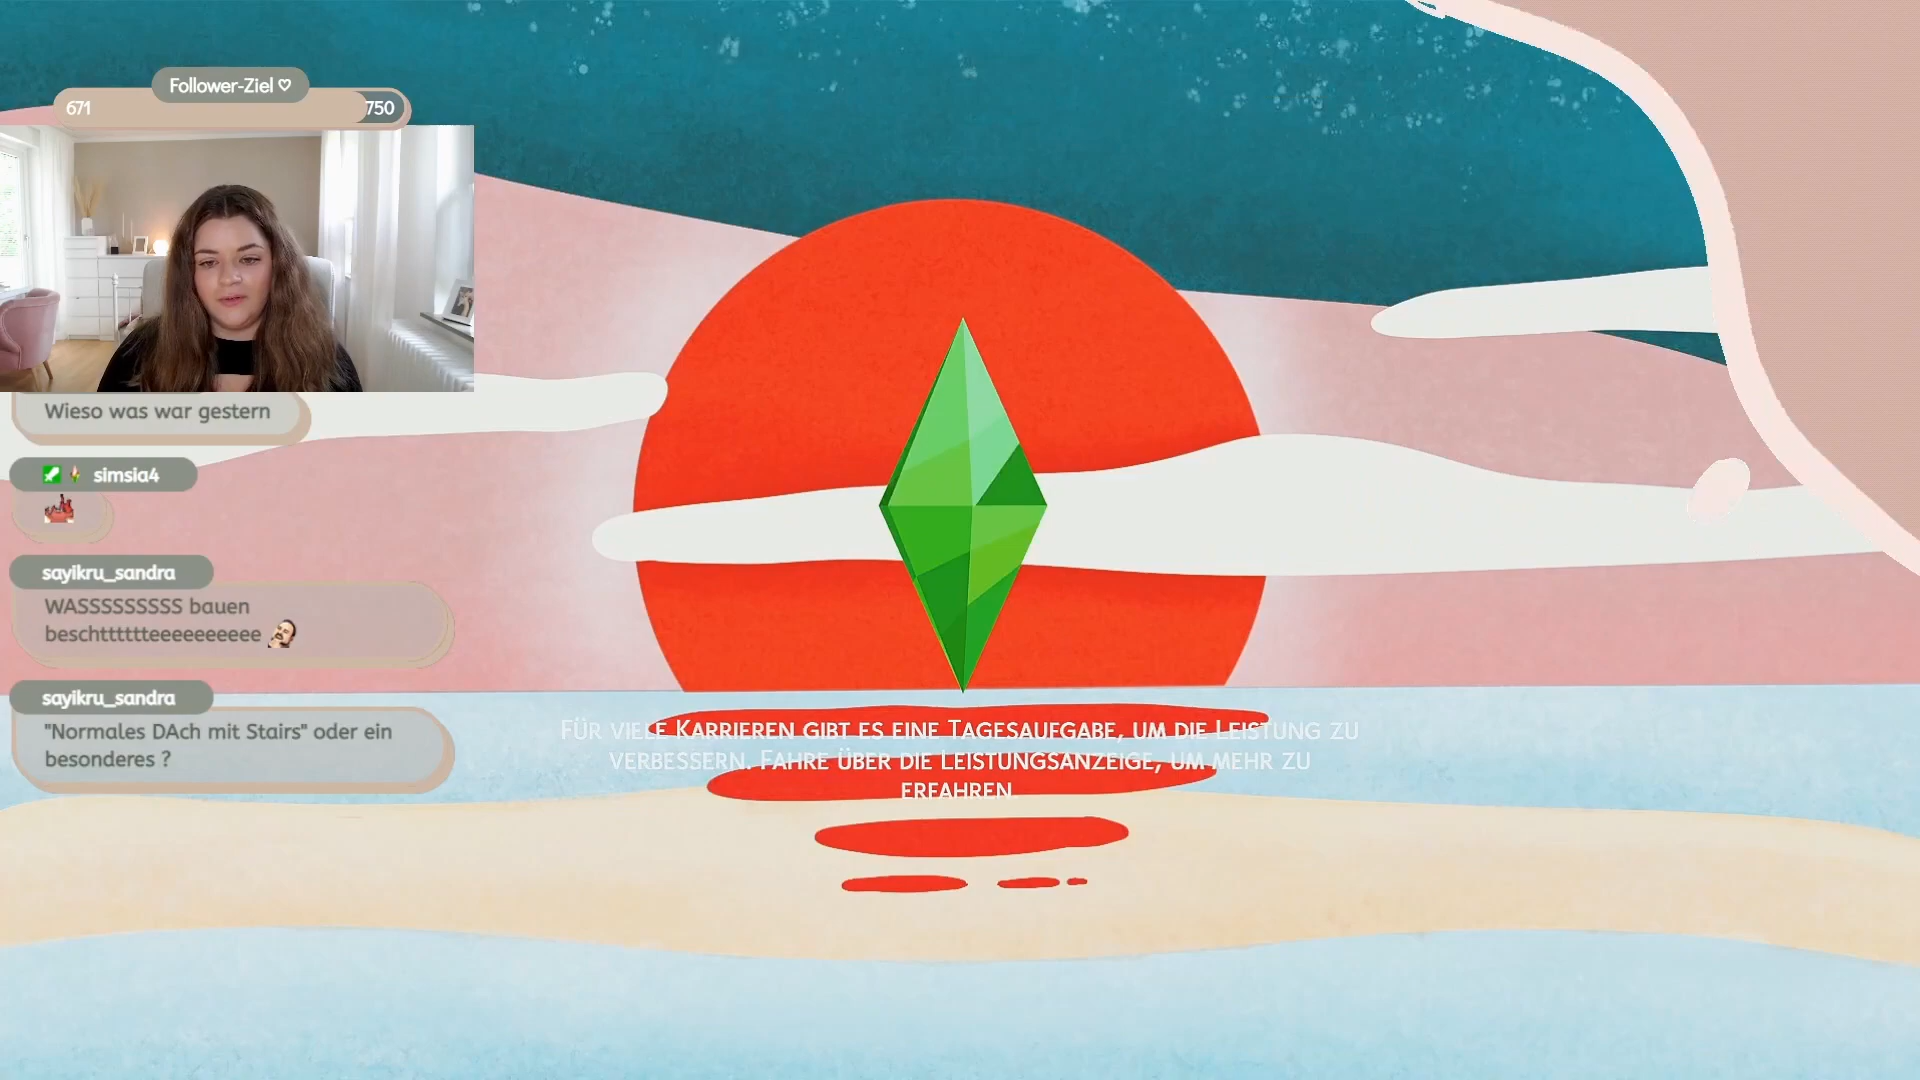 Follower-Ziel ♡
671
750
Wieso was war gestern
simsia4
sayikru_sandra
WASSSSSSSSS bauen
beschtttttteeeeeeeeee
sayikru_sandra
"Normales DAch mit Stairs" oder ein
besonderes ?
FÜR VIELE KARRIEREN GIBT ES EINE TAGESAUFGABE, UM DIE LEISTUNG ZU
VERBESSERN. FAHRE ÜBER DIE LEISTUNGSANZEIGE, UM MEHR ZU
ERFAHREN.